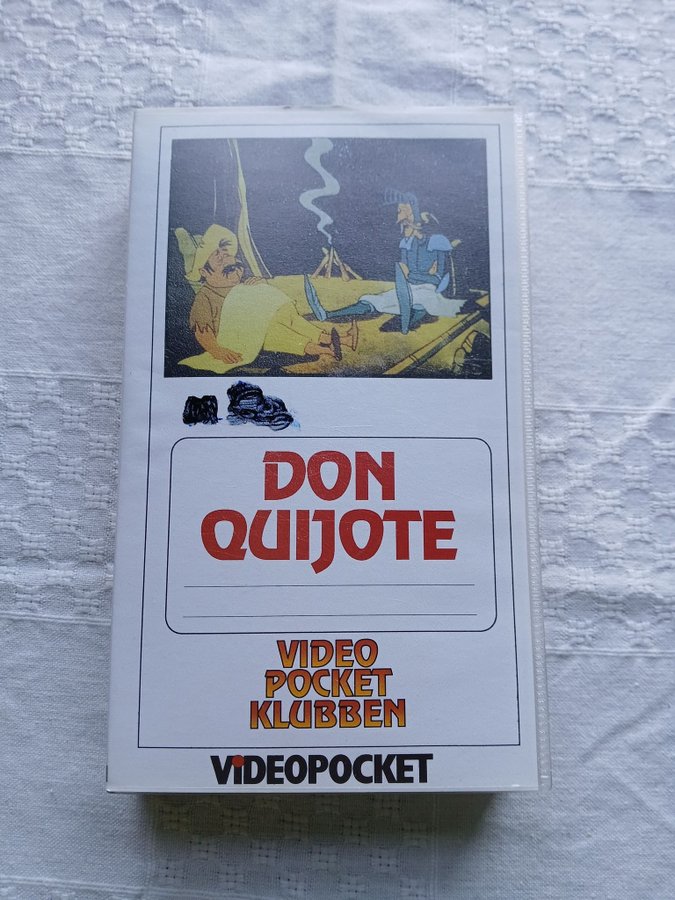 DON
QUIJOTE
VIDEO
POCKET
KLUBBEN
ViDEOPOCKET